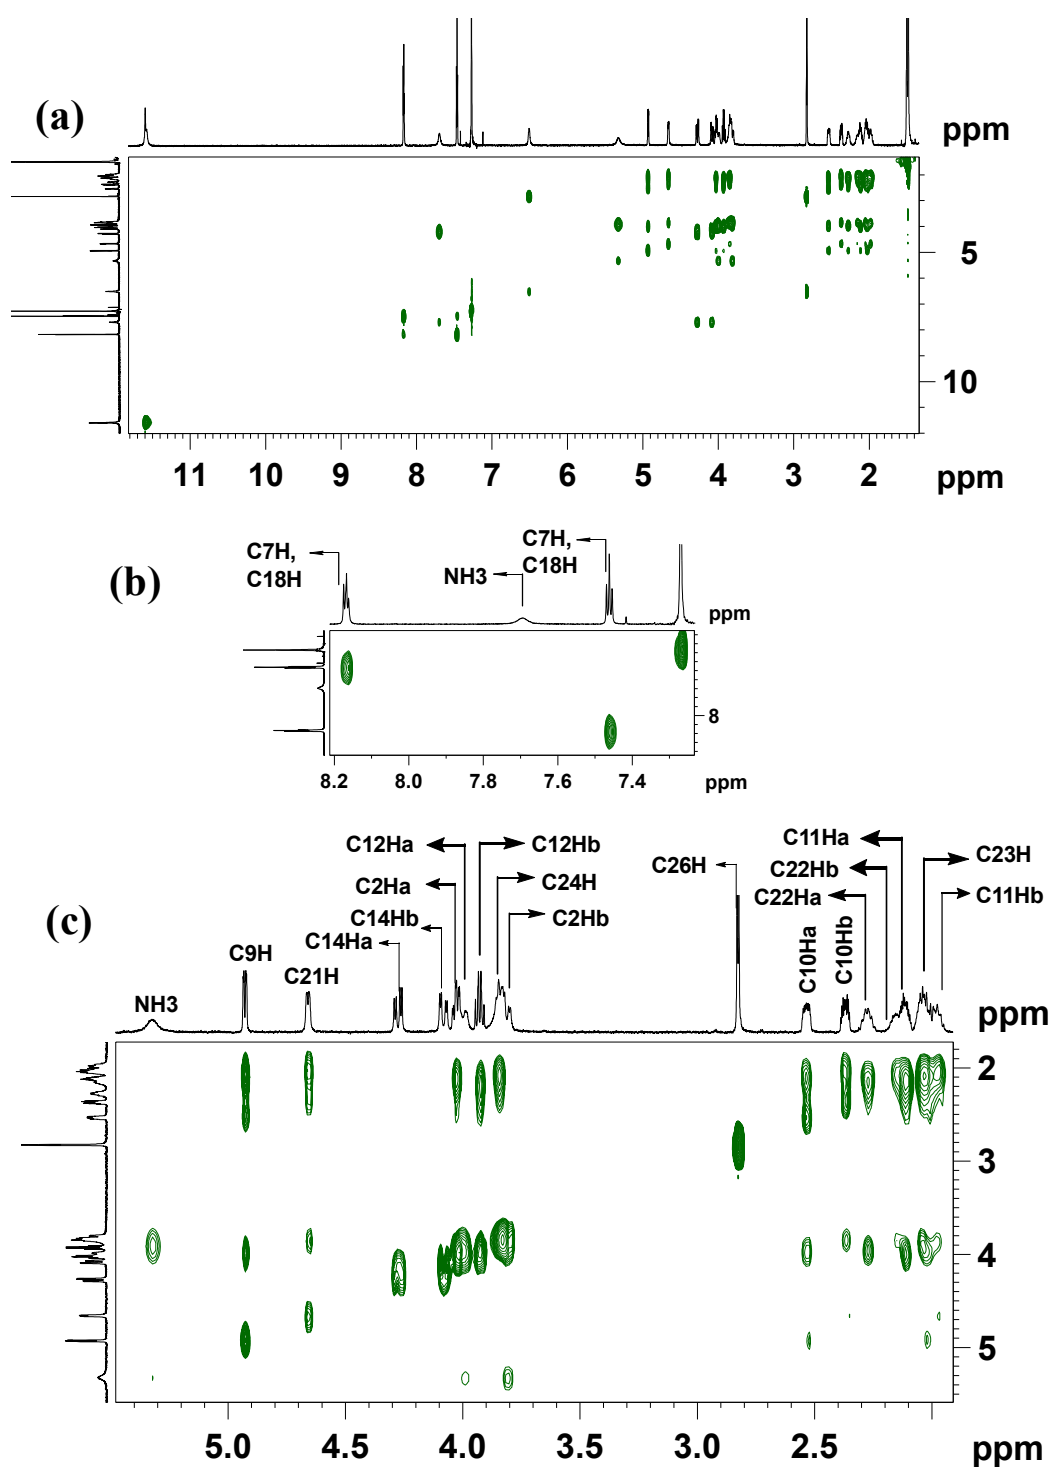 (a)
ppm
5
10
11 10 9 8 7 6 5 4 3 2
ppm
(b)
C7H,
C18H
NH3
C7H,
C18H
ppm
8
8.2 8.0 7.8 7.6 7.4
ppm
(c)
NH3
C9H
C21H
C14Ha
C14Hb
C2Ha
C12Ha
C12Hb
C24H
C2Hb
C26H
C10Ha
C10Hb
C22Ha
C22Hb
C11Ha
C23H
C11Hb
ppm
2
3
4
5
5.0 4.5 4.0 3.5 3.0 2.5
ppm